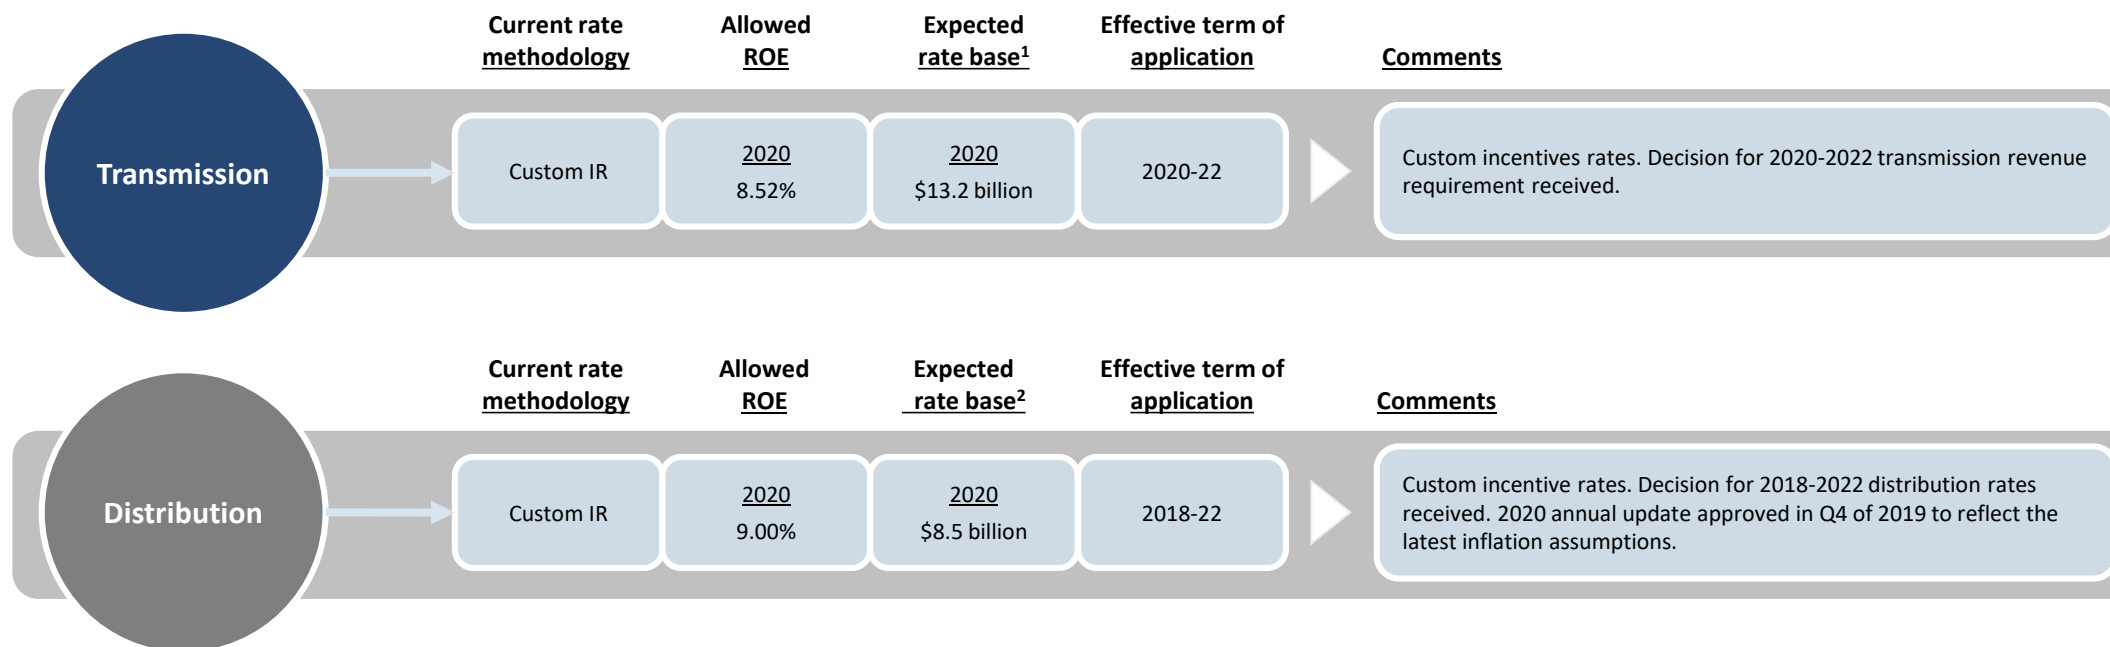 Current rate
methodology
Allowed
ROE
Expected
rate base¹
Effective term of
application
Comments
Transmission
Custom IR
2020
8.52%
2020
$13.2 billion
2020-22
Custom incentives rates. Decision for 2020-2022 transmission revenue
requirement received.
Current rate
methodology
Allowed
ROE
Expected
rate base²
Effective term of
application
Comments
Distribution
Custom IR
2020
9.00%
2020
$8.5 billion
2018-22
Custom incentive rates. Decision for 2018-2022 distribution rates
received. 2020 annual update approved in Q4 of 2019 to reflect the
latest inflation assumptions.